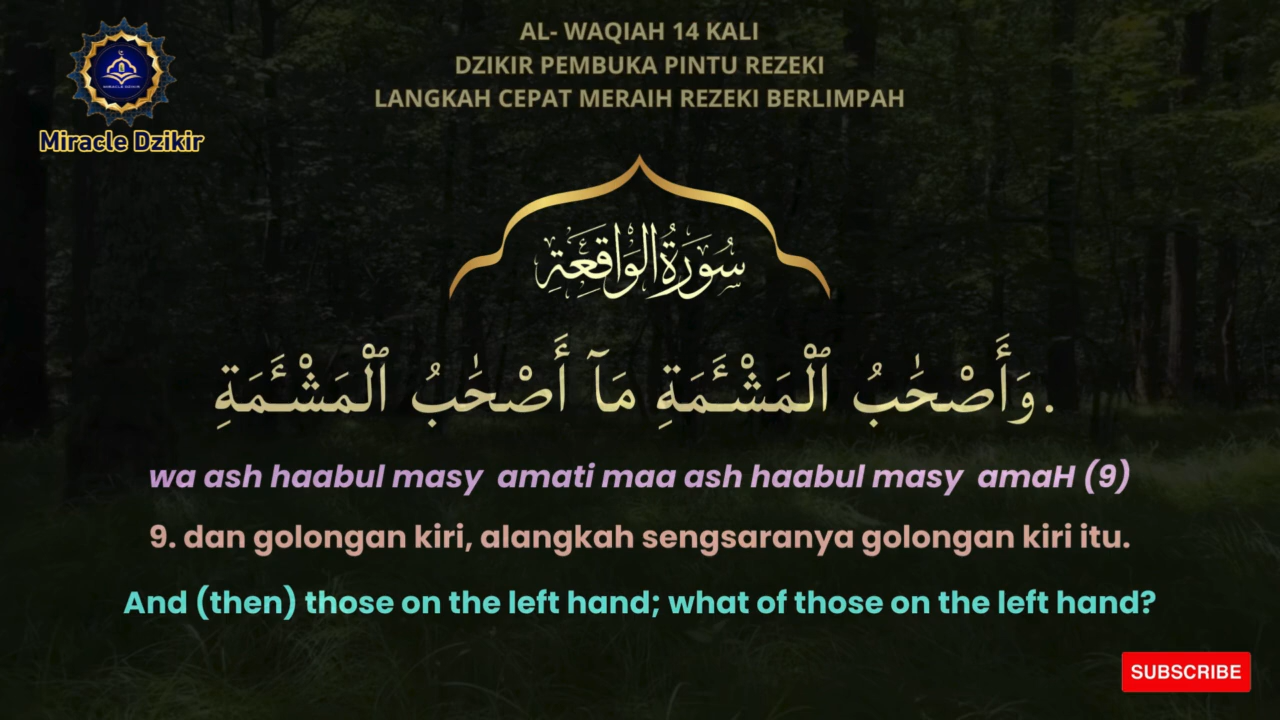 AL- WAQIAH 14 KALI
DZIKIR PEMBUKA PINTU REZEKI
LANGKAH CEPAT MERAIH REZEKI BERLIMPAH
Miracle Dzikir
سُورَةُ الْوَاقِعَةِ
.وَأَصْحَٰبُ ٱلْمَشْـَٔمَةِ مَآ أَصْحَٰبُ ٱلْمَشْـَٔمَةِ
wa ash haabul masy  amati maa ash haabul masy  amaH (9)
9. dan golongan kiri, alangkah sengsaranya golongan kiri itu.
And (then) those on the left hand; what of those on the left hand?
SUBSCRIBE